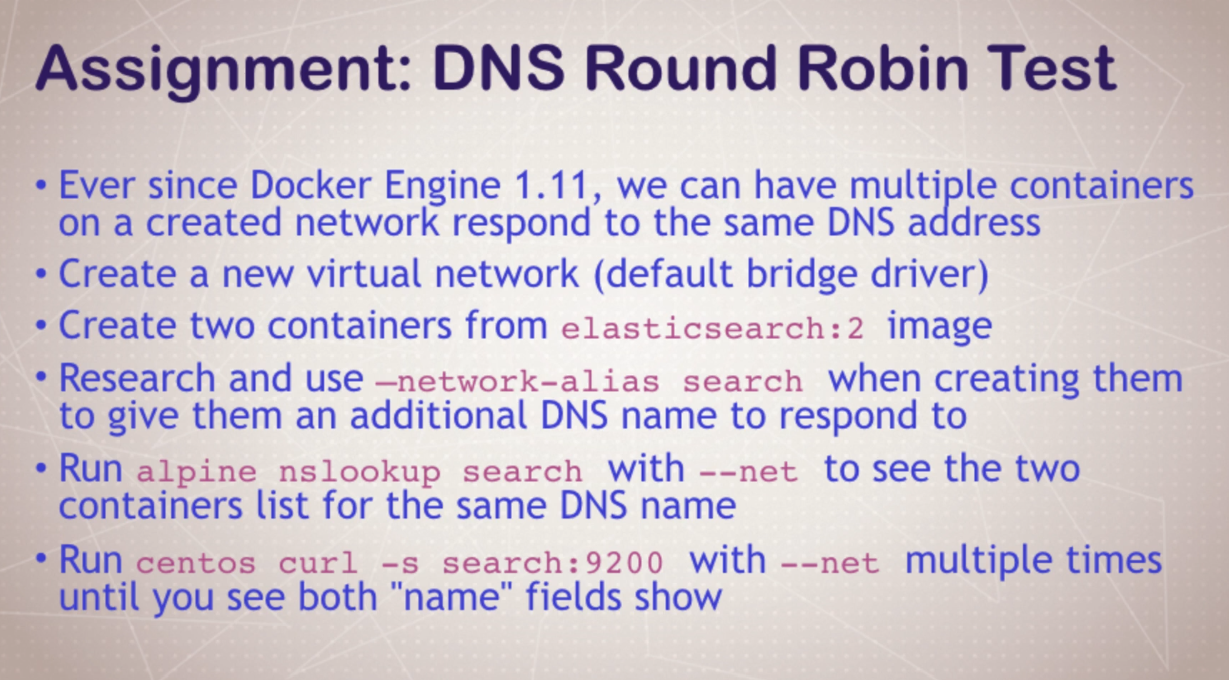 Assignment: DNS Round Robin Test
• Ever since Docker Engine 1.11, we can have multiple containers
on a created network respond to the same DNS address
• Create a new virtual network (default bridge driver)
• Create two containers from elasticsearch:2 image
• Research and use —network-alias search when creating them
to give them an additional DNS name to respond to
• Run alpine nslookup search with --net to see the two
containers list for the same DNS name
• Run centos curl -s search:9200 with --net multiple times
until you see both "name" fields show